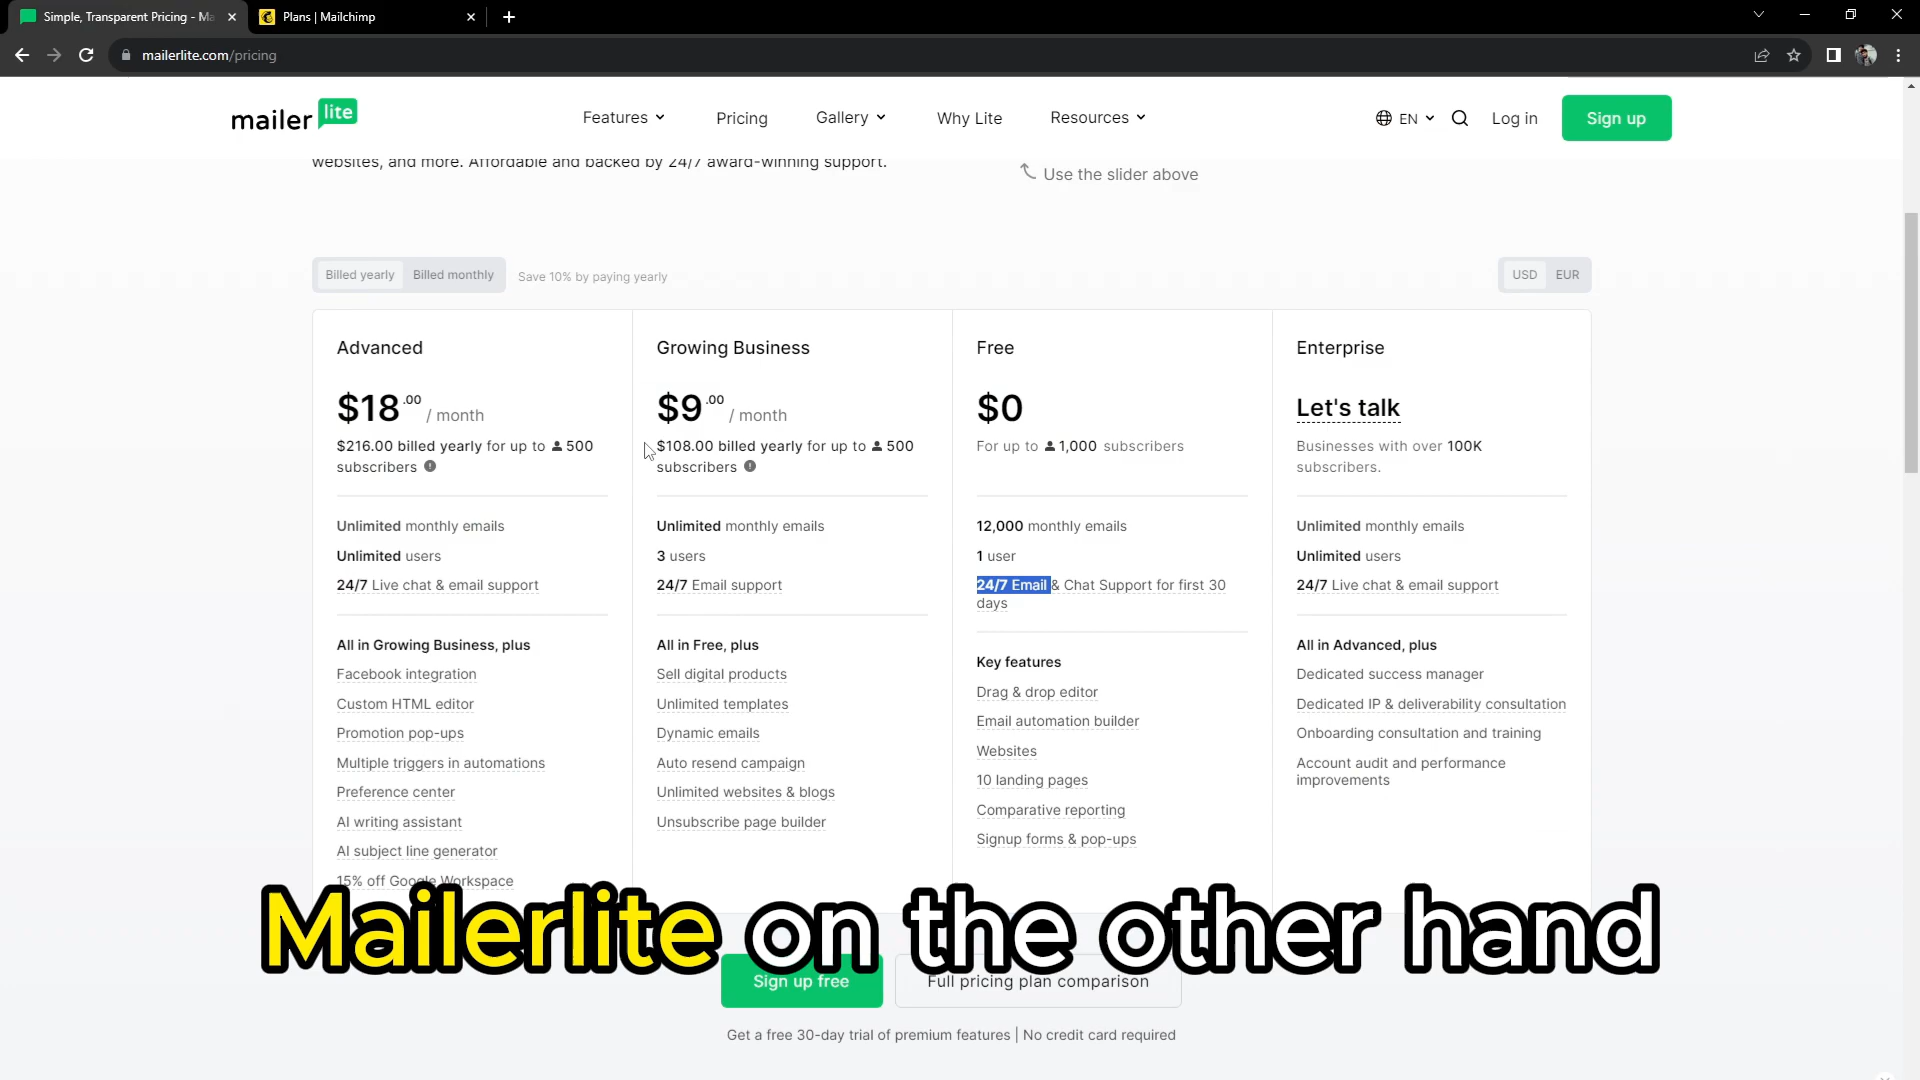 Simple, Transparent Pricing - Ma
Plans | Mailchimp
mailerlite.com/pricing
mailer lite
Features
Pricing
Gallery
Why Lite
Resources
EN
Log in
Sign up
websites, and more. Affordable and backed by 24/7 award-winning support.
Use the slider above
Billed yearly
Billed monthly
Save 10% by paying yearly
USD
EUR
Advanced
$18.00 / month
$216.00 billed yearly for up to 500
subscribers
Unlimited monthly emails
Unlimited users
24/7 Live chat & email support
All in Growing Business, plus
Facebook integration
Custom HTML editor
Promotion pop-ups
Multiple triggers in automations
Preference center
AI writing assistant
AI subject line generator
15% off Google Workspace
Growing Business
$9.00 / month
$108.00 billed yearly for up to 500
subscribers
Unlimited monthly emails
3 users
24/7 Email support
All in Free, plus
Sell digital products
Unlimited templates
Dynamic emails
Auto resend campaign
Unlimited websites & blogs
Unsubscribe page builder
Free
$0
For up to 1,000 subscribers
12,000 monthly emails
1 user
24/7 Email & Chat Support for first 30
days
Key features
Drag & drop editor
Email automation builder
Websites
10 landing pages
Comparative reporting
Signup forms & pop-ups
Enterprise
Let's talk
Businesses with over 100K
subscribers.
Unlimited monthly emails
Unlimited users
24/7 Live chat & email support
All in Advanced, plus
Dedicated success manager
Dedicated IP & deliverability consultation
Onboarding consultation and training
Account audit and performance
improvements
Mailerlite on the other hand
Sign up free
Full pricing plan comparison
Get a free 30-day trial of premium features | No credit card required